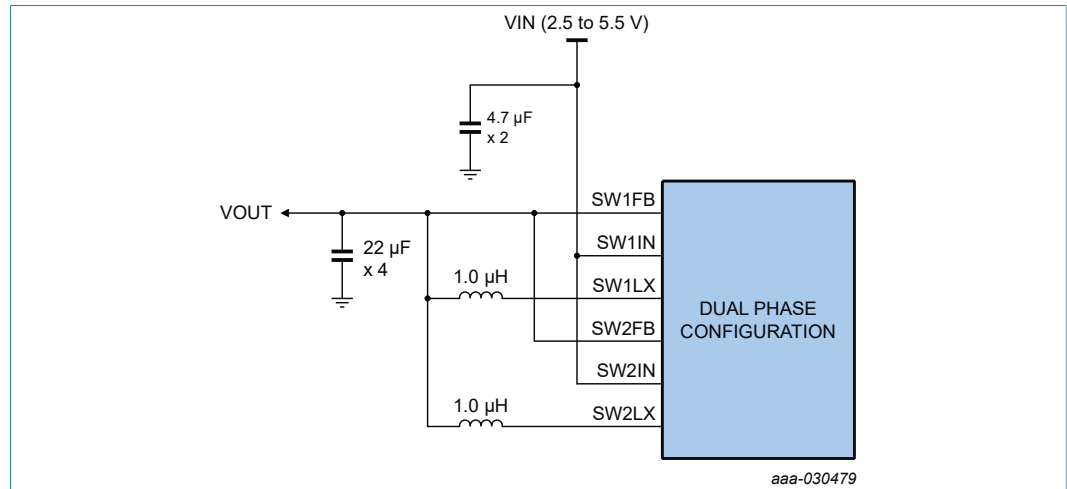 VIN (2.5 to 5.5 V)
4.7 µF
x 2
SW1FB
VOUT
SW1IN
22 µF
x 4
1.0 µH
SW1LX
DUAL PHASE
CONFIGURATION
SW2FB
SW2IN
1.0 µH
SW2LX
aaa-030479